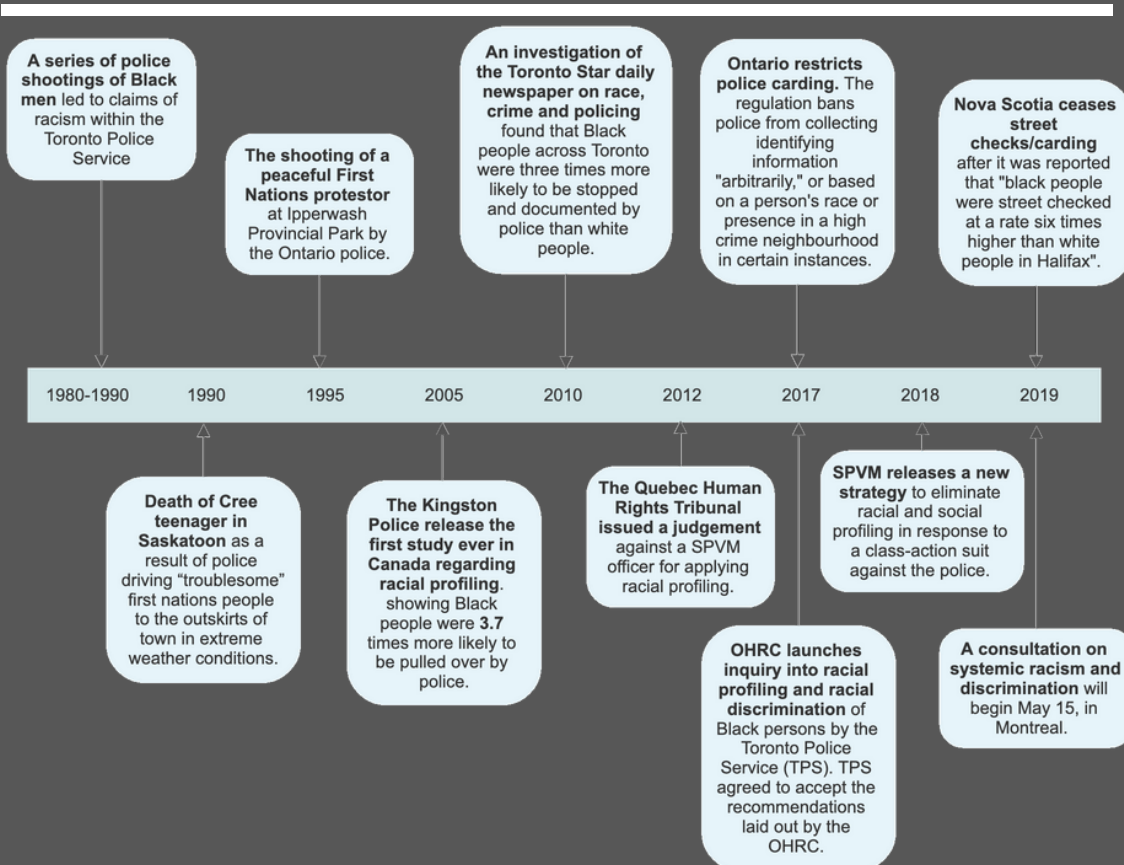 A series of police
shootings of Black
men led to claims of
racism within the
Toronto Police
Service
The shooting of a
peaceful First
Nations protestor
at Ipperwash
Provincial Park by
the Ontario police.
An investigation of
the Toronto Star daily
newspaper on race,
crime and policing
found that Black
people across Toronto
were three times more
likely to be stopped
and documented by
police than white
people.
Ontario restricts
police carding. The
regulation bans
police from collecting
identifying
information
"arbitrarily," or based
on a person's race or
presence in a high
crime neighbourhood
in certain instances.
Nova Scotia ceases
street
checks/carding
after it was reported
that "black people
were street checked
at a rate six times
higher than white
people in Halifax".
1980-1990 1990 1995 2005 2010 2012 2017 2018 2019
Death of Cree
teenager in
Saskatoon as a
result of police
driving “troublesome”
first nations people
to the outskirts of
town in extreme
weather conditions.
The Kingston
Police release the
first study ever in
Canada regarding
racial profiling.
showing Black
people were 3.7
times more likely to
be pulled over by
police.
The Quebec Human
Rights Tribunal
issued a judgement
against a SPVM
officer for applying
racial profiling.
OHRC launches
inquiry into racial
profiling and racial
discrimination of
Black persons by the
Toronto Police
Service (TPS). TPS
agreed to accept the
recommendations
laid out by the
OHRC.
SPVM releases a new
strategy to eliminate
racial and social
profiling in response to
a class-action suit
against the police.
A consultation on
systemic racism and
discrimination will
begin May 15, in
Montreal.